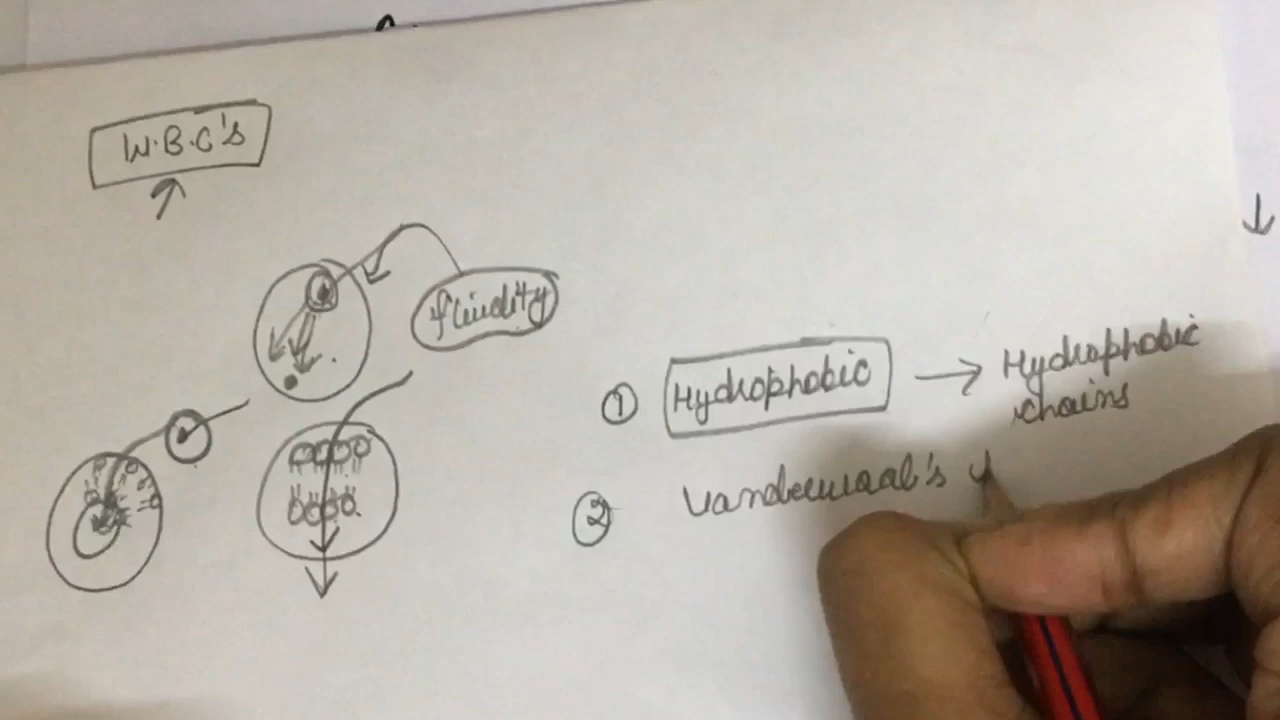 W.B.C's
fluidity
① Hydrophobic → Hydrophobic
chains
② Vanderwaal's